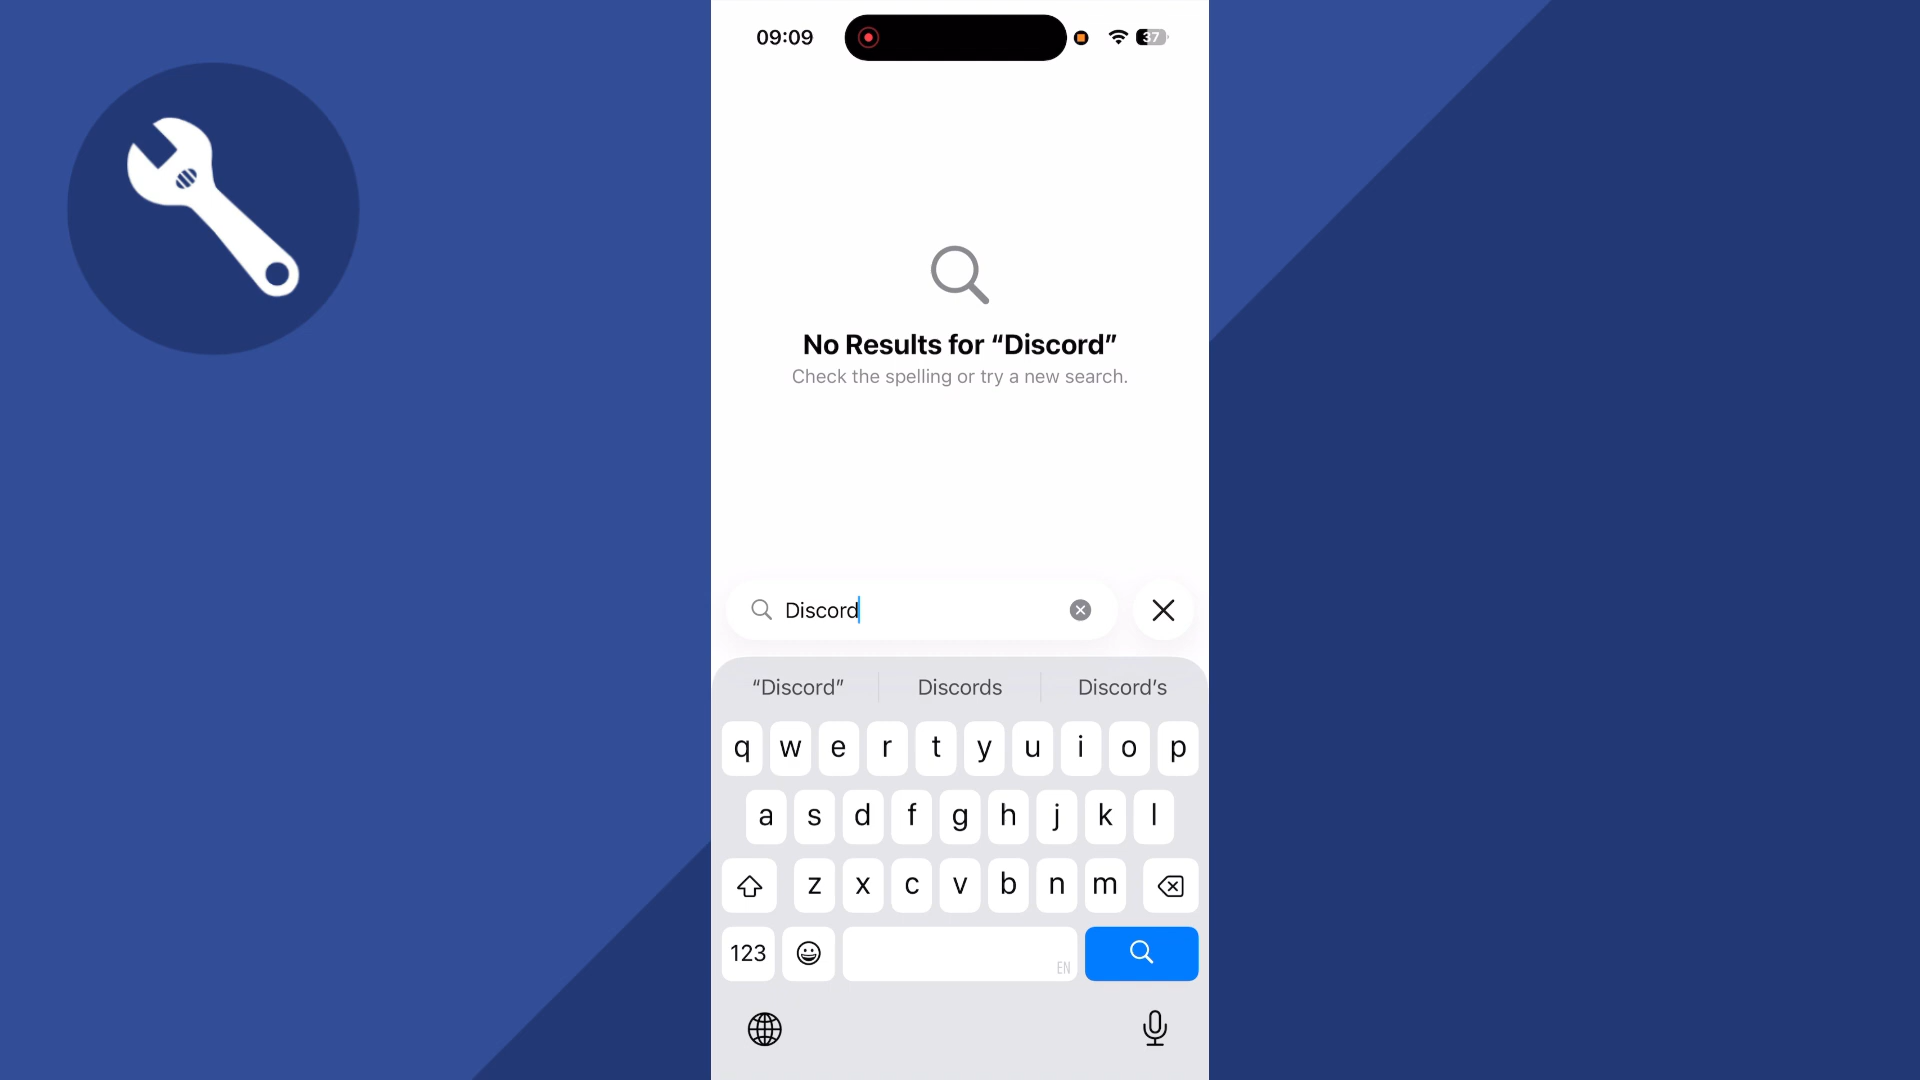 09:09
37
No Results for “Discord”
Check the spelling or try a new search.
Discord
“Discord” Discords Discord’s
q w e r t y u i o p
a s d f g h j k l
z x c v b n m
123 EN